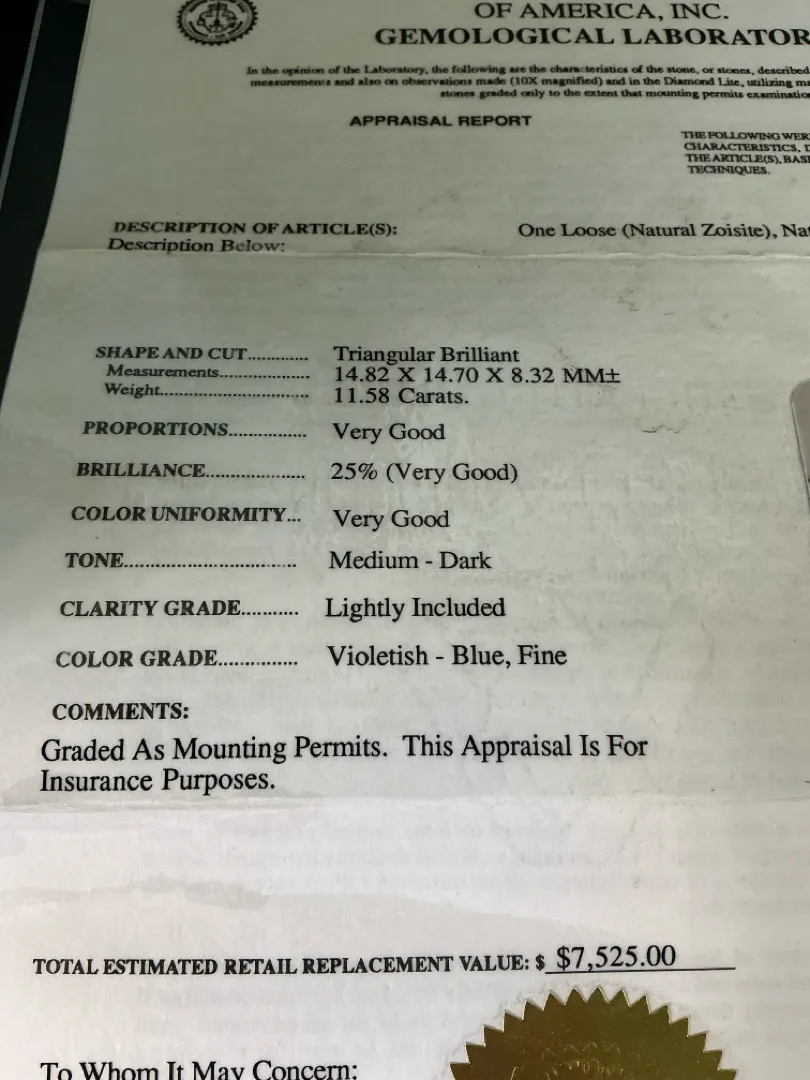 OF AMERICA, INC.
GEMOLOGICAL LABORATOR
In the opinion of the Laboratory, the following are the characteristics of the stone, or stones, described
measurements and also on observations made (10X magnified) and in the Diamond Lite, utilizing
stones graded only to the extent that mounting permits
APPRAISAL REPORT
THE FOLLOWING WER
CHARACTERISTICS,
THE ARTICLE(S), BAS
TECHNIQUES.
DESCRIPTION OF ARTICLE(S): One Loose (Natural Zoisite), Na
Description Below:
SHAPE AND CUT............. Triangular Brilliant
Measurements.................... 14.82 X 14.70 X 8.32 MM±
Weight................................. 11.58 Carats.
PROPORTIONS................ Very Good
BRILLIANCE.................... 25% (Very Good)
COLOR UNIFORMITY... Very Good
TONE.................................. Medium - Dark
CLARITY GRADE........... Lightly Included
COLOR GRADE............... Violetish - Blue, Fine
COMMENTS:
Graded As Mounting Permits. This Appraisal Is For
Insurance Purposes.
TOTAL ESTIMATED RETAIL REPLACEMENT VALUE: $ $7,525.00
To Whom It May Concern: